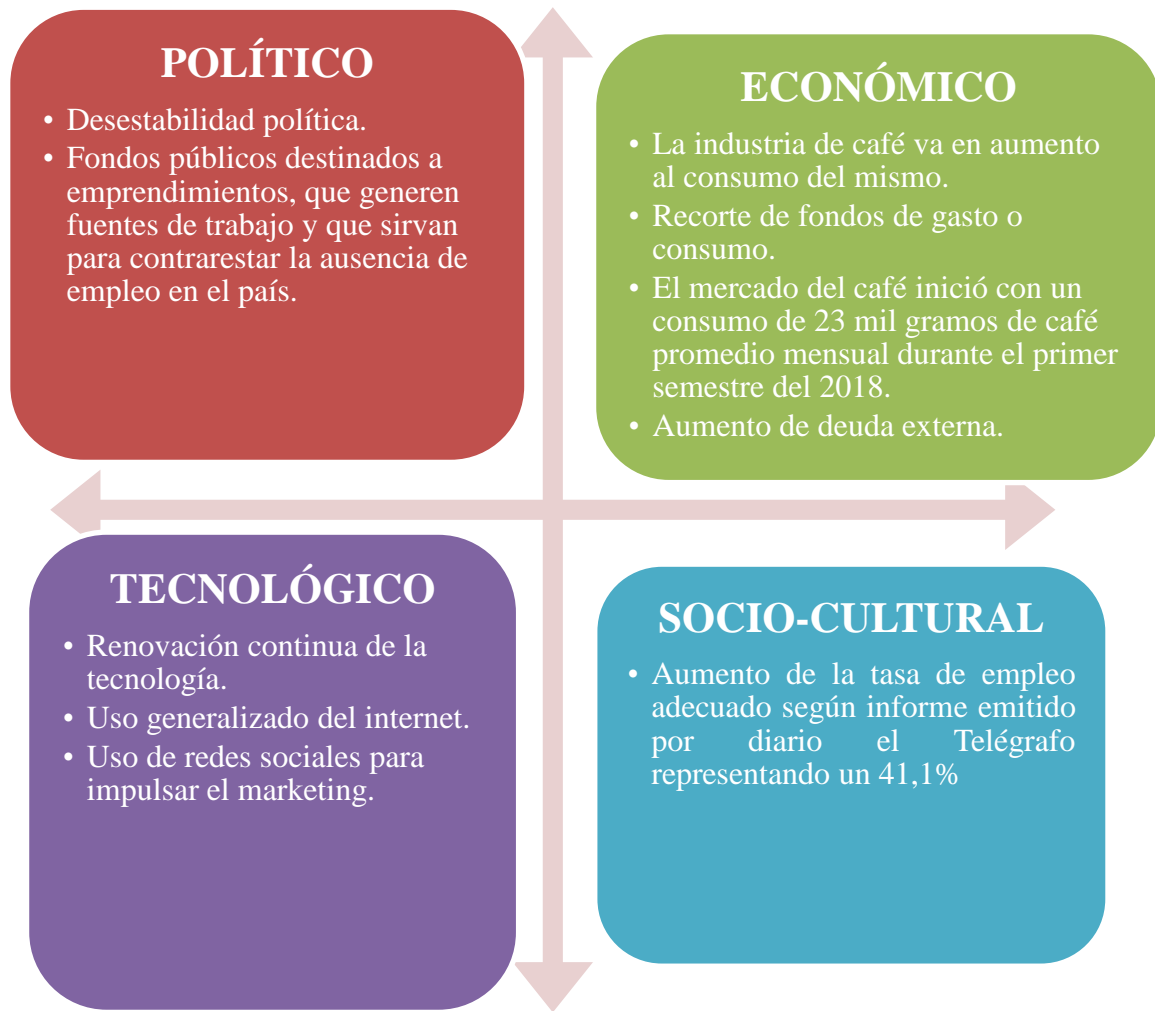 POLÍTICO
• Desestabilidad política.
• Fondos públicos destinados a
emprendimientos, que generen
fuentes de trabajo y que sirvan
para contrarestar la ausencia de
empleo en el país.
ECONÓMICO
• La industria de café va en aumento
al consumo del mismo.
• Recorte de fondos de gasto o
consumo.
• El mercado del café inició con un
consumo de 23 mil gramos de café
promedio mensual durante el primer
semestre del 2018.
• Aumento de deuda externa.
TECNOLÓGICO
• Renovación continua de la
tecnología.
• Uso generalizado del internet.
• Uso de redes sociales para
impulsar el marketing.
SOCIO-CULTURAL
• Aumento de la tasa de empleo
adecuado según informe emitido
por diario el Telégrafo
representando un 41,1%